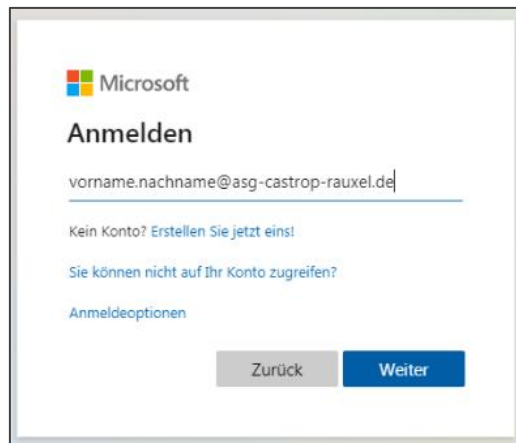 Microsoft
Anmelden
vorname.nachname@asg-castrop-rauxel.de
Kein Konto? Erstellen Sie jetzt eins!
Sie können nicht auf Ihr Konto zugreifen?
Anmeldeoptionen
Zurück Weiter